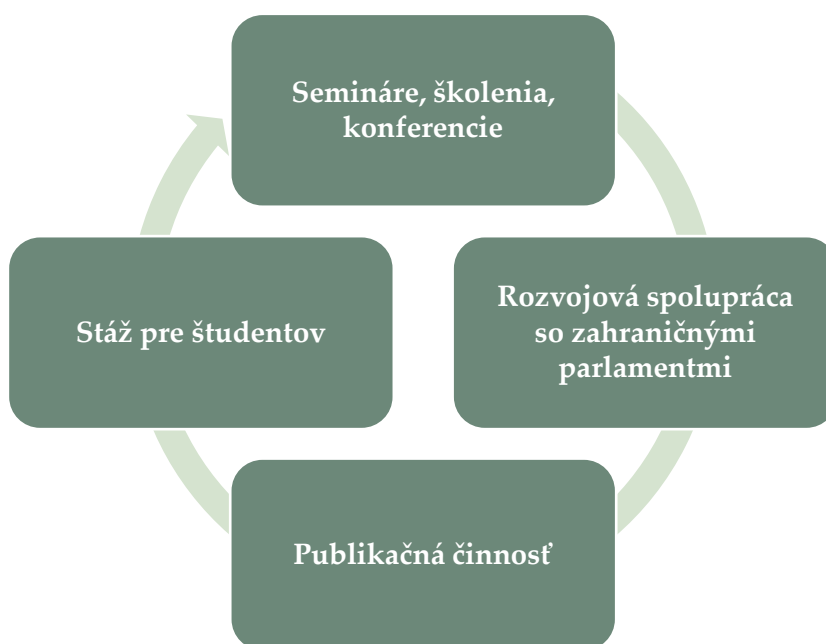 Semináre, školenia,
konferencie
Rozvojová spolupráca
so zahraničnými
parlamentmi
Publikačná činnosť
Stáž pre študentov